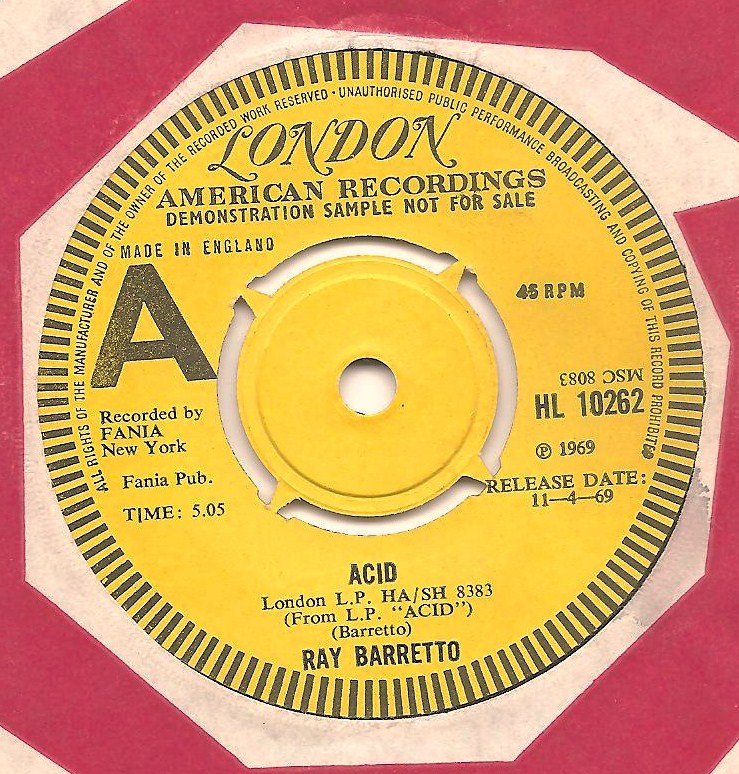 ALL RIGHTS OF THE MANUFACTURER AND OF THE OWNER OF THE RECORDED WORK RESERVED · UNAUTHORISED PUBLIC PERFORMANCE BROADCASTING AND COPYING OF THIS RECORD PROHIBITED
LONDON
AMERICAN RECORDINGS
DEMONSTRATION SAMPLE NOT FOR SALE
MADE IN ENGLAND
A
45 RPM
MSC 8083
HL 10262
Recorded by
FANIA
New York
℗ 1969
Fania Pub.
RELEASE DATE:
11—4—69
TIME: 5.05
ACID
London L.P. HA/SH 8383
(From L.P. "ACID")
(Barretto)
RAY BARRETTO